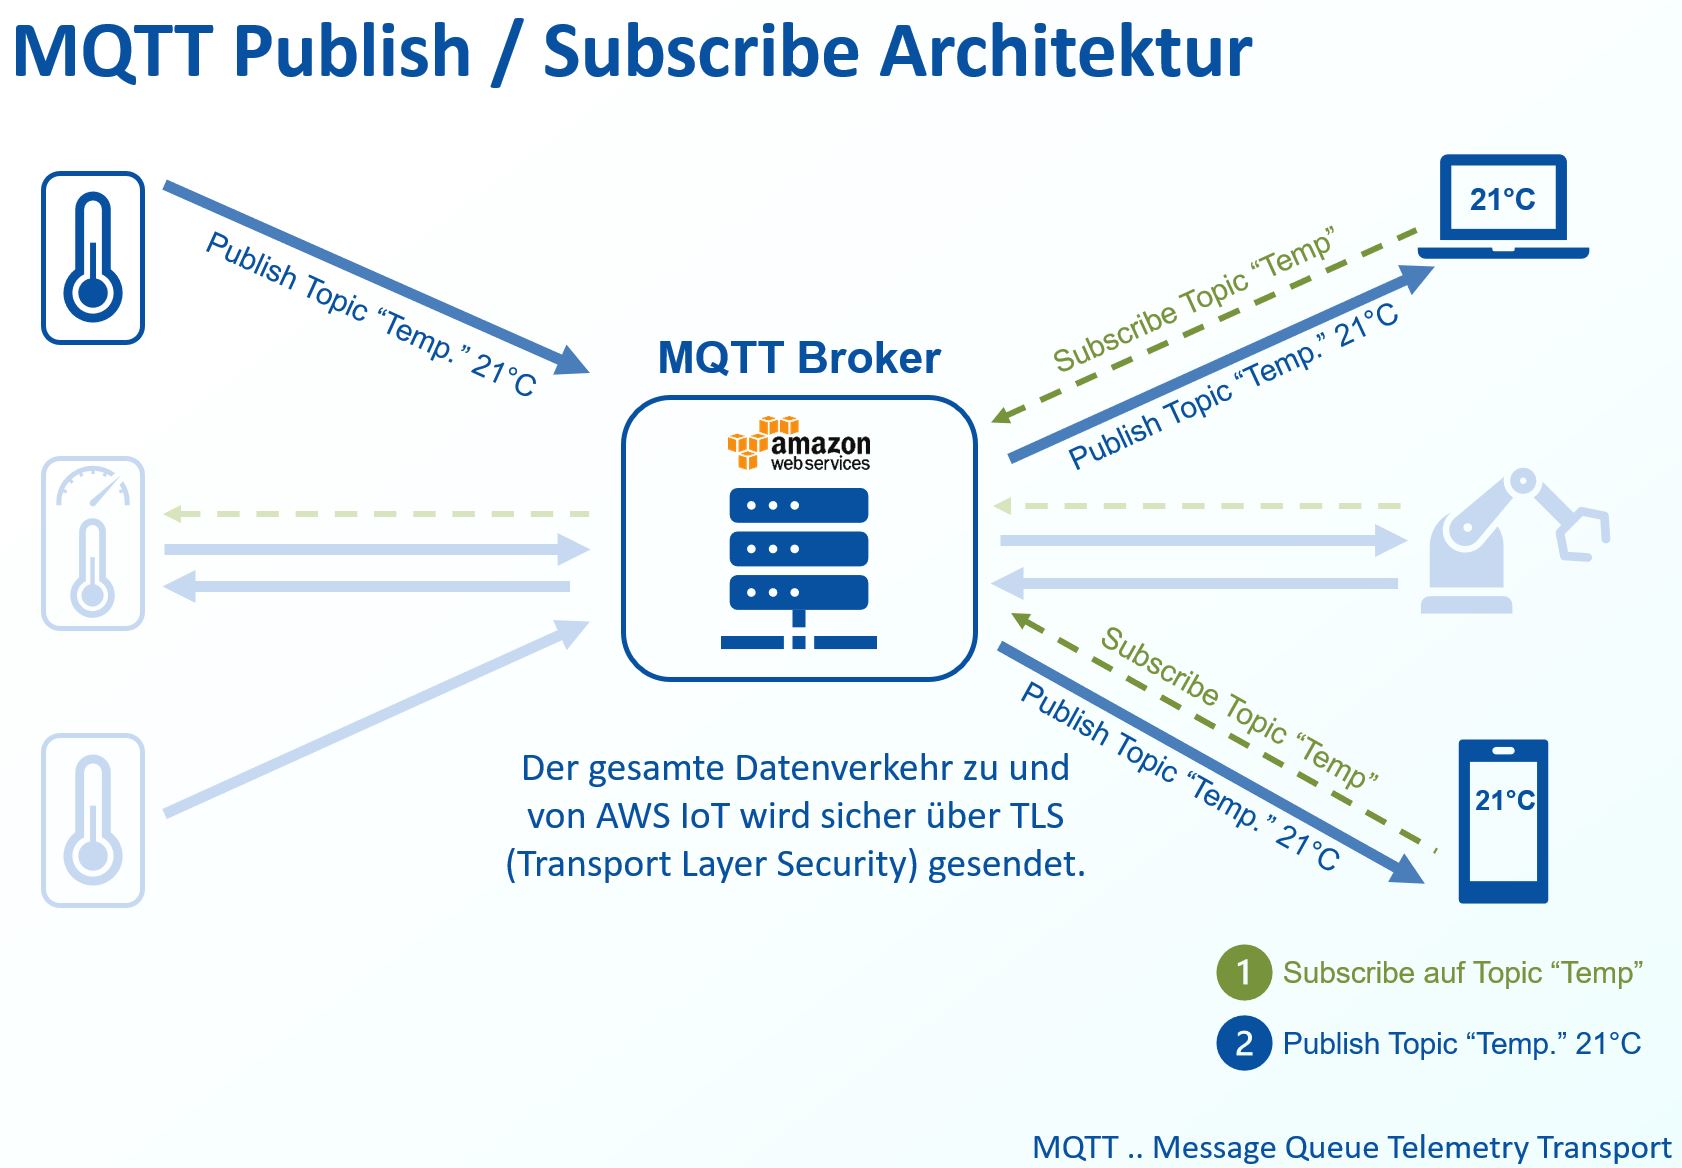 MQTT Publish / Subscribe Architektur
Publish Topic “Temp.” 21°C
MQTT Broker
amazon
web services
Subscribe Topic “Temp”
Publish Topic “Temp.” 21°C
21°C
Subscribe Topic “Temp”
Publish Topic “Temp.” 21°C
21°C
Der gesamte Datenverkehr zu und
von AWS IoT wird sicher über TLS
(Transport Layer Security) gesendet.
1 Subscribe auf Topic “Temp”
2 Publish Topic “Temp.” 21°C
MQTT .. Message Queue Telemetry Transport